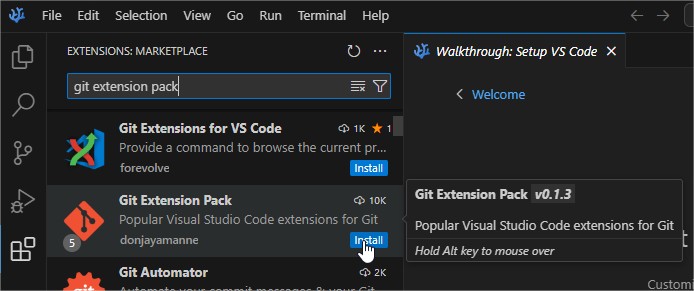 File Edit Selection View Go Run Terminal Help
EXTENSIONS: MARKETPLACE
Walkthrough: Setup VS Code
git extension pack
Welcome
Git Extensions for VS Code 1K 1
Provide a command to browse the current pr...
forevolve Install
Git Extension Pack 10K
Popular Visual Studio Code extensions for Git
5 donjayamanne Install
Git Extension Pack v0.1.3
Popular Visual Studio Code extensions for Git
Hold Alt key to mouse over
Git Automator 2K
git Automate your commit messages & your Git
Customi